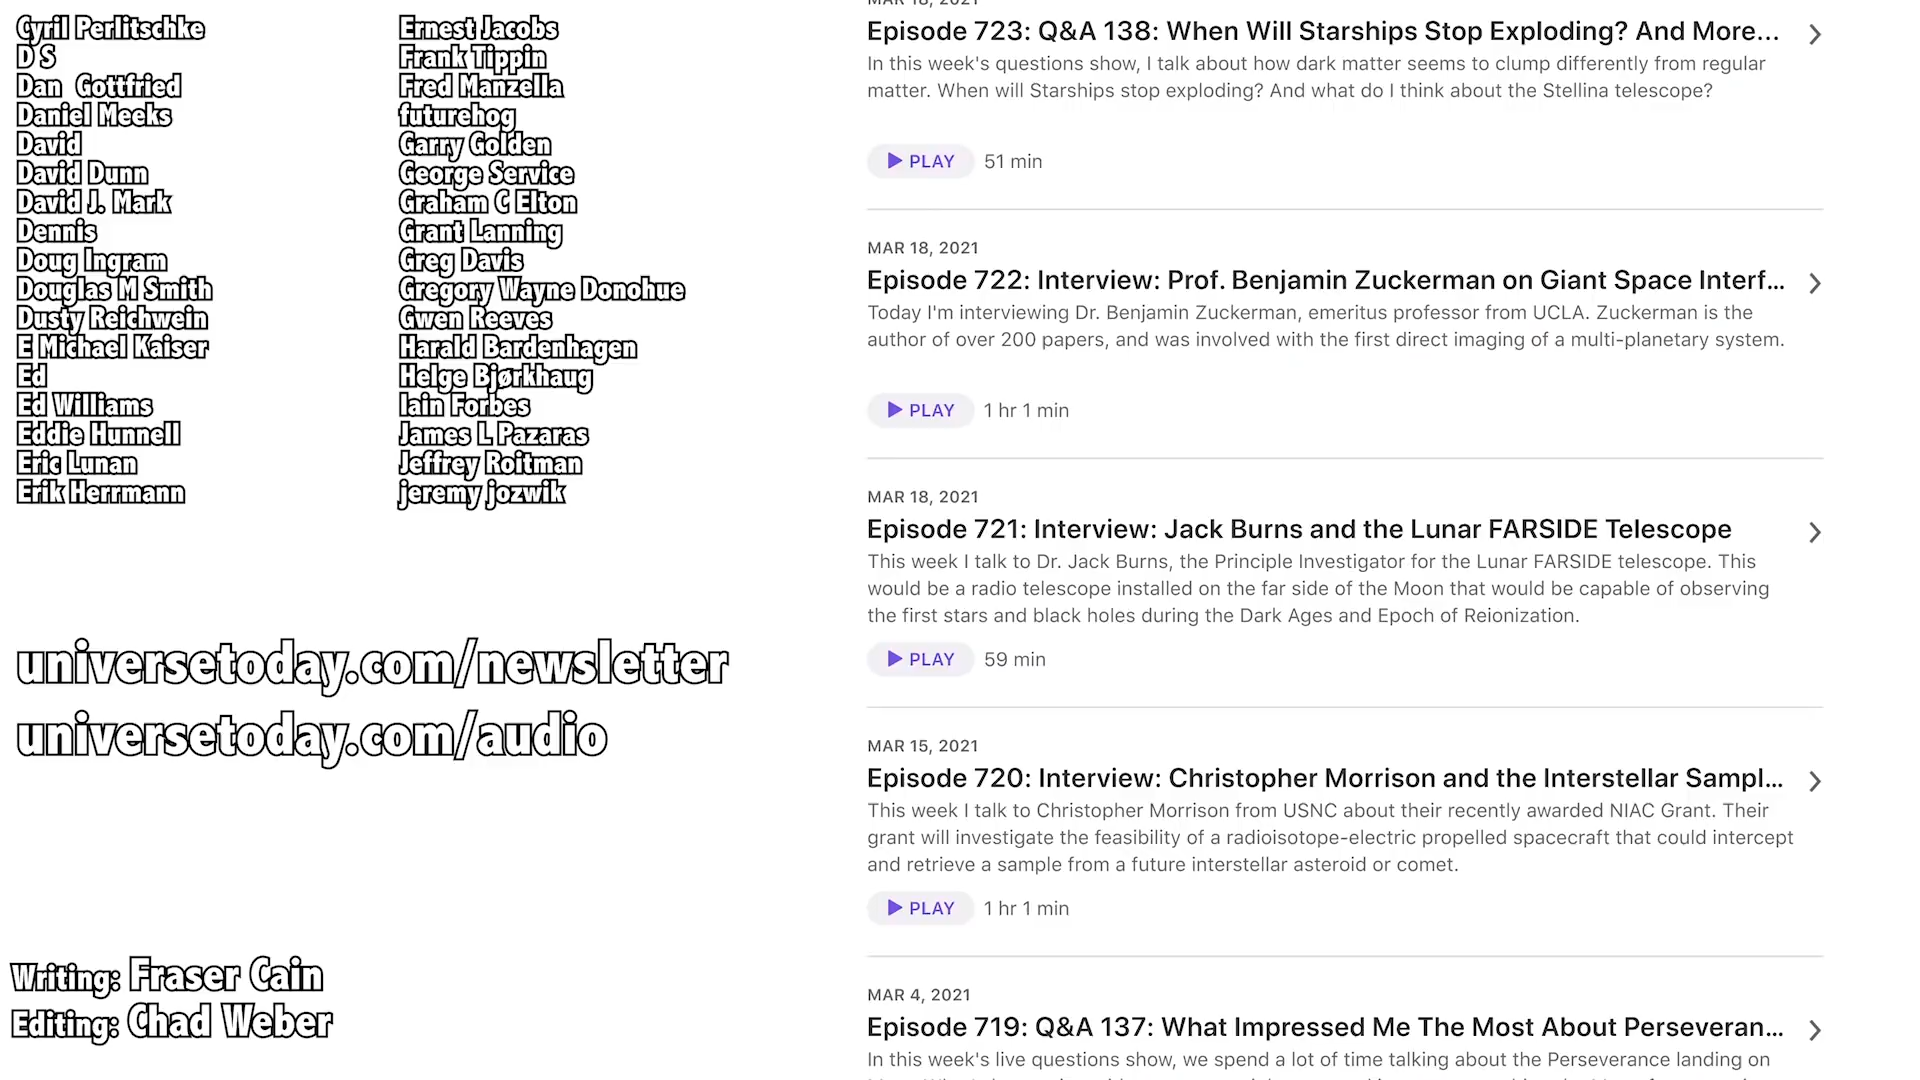 Cyril Perlitschke
D S
Dan Gottfried
Daniel Meeks
David
David Dunn
David J. Mark
Dennis
Doug Ingram
Douglas M Smith
Dusty Reichwein
E Michael Kaiser
Ed
Ed Williams
Eddie Hunnell
Eric Lunan
Erik Herrmann
Ernest Jacobs
Frank Tippin
Fred Manzella
futurehog
Garry Golden
George Service
Graham C Elton
Grant Lanning
Greg Davis
Gregory Wayne Donohue
Gwen Reeves
Harald Bardenhagen
Helge Bjørkhaug
Iain Forbes
James L Pazaras
Jeffrey Roitman
jeremy jozwik
universetoday.com/newsletter
universetoday.com/audio
Writing: Fraser Cain
Editing: Chad Weber
MAR 18, 2021
Episode 723: Q&A 138: When Will Starships Stop Exploding? And More...
In this week's questions show, I talk about how dark matter seems to clump differently from regular
matter. When will Starships stop exploding? And what do I think about the Stellina telescope?
PLAY 51 min
MAR 18, 2021
Episode 722: Interview: Prof. Benjamin Zuckerman on Giant Space Interf...
Today I'm interviewing Dr. Benjamin Zuckerman, emeritus professor from UCLA. Zuckerman is the
author of over 200 papers, and was involved with the first direct imaging of a multi-planetary system.
PLAY 1 hr 1 min
MAR 18, 2021
Episode 721: Interview: Jack Burns and the Lunar FARSIDE Telescope
This week I talk to Dr. Jack Burns, the Principle Investigator for the Lunar FARSIDE telescope. This
would be a radio telescope installed on the far side of the Moon that would be capable of observing
the first stars and black holes during the Dark Ages and Epoch of Reionization.
PLAY 59 min
MAR 15, 2021
Episode 720: Interview: Christopher Morrison and the Interstellar Sampl...
This week I talk to Christopher Morrison from USNC about their recently awarded NIAC Grant. Their
grant will investigate the feasibility of a radioisotope-electric propelled spacecraft that could intercept
and retrieve a sample from a future interstellar asteroid or comet.
PLAY 1 hr 1 min
MAR 4, 2021
Episode 719: Q&A 137: What Impressed Me The Most About Perseveran...
In this week's live questions show, we spend a lot of time talking about the Perseverance landing on